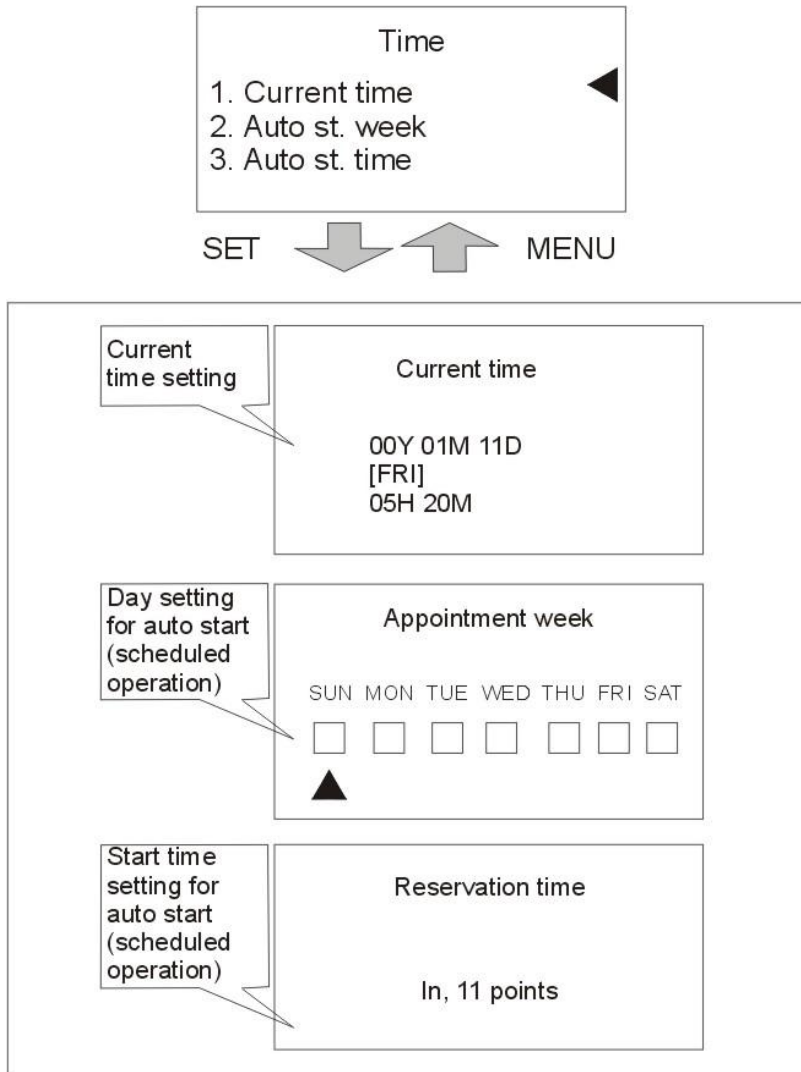 Time
1. Current time
2. Auto st. week
3. Auto st. time
SET MENU
Current
time setting
Current time
00Y 01M 11D
[FRI]
05H 20M
Day setting
for auto start
(scheduled
operation)
Appointment week
SUN MON TUE WED THU FRI SAT
Start time
setting for
auto start
(scheduled
operation)
Reservation time
In, 11 points